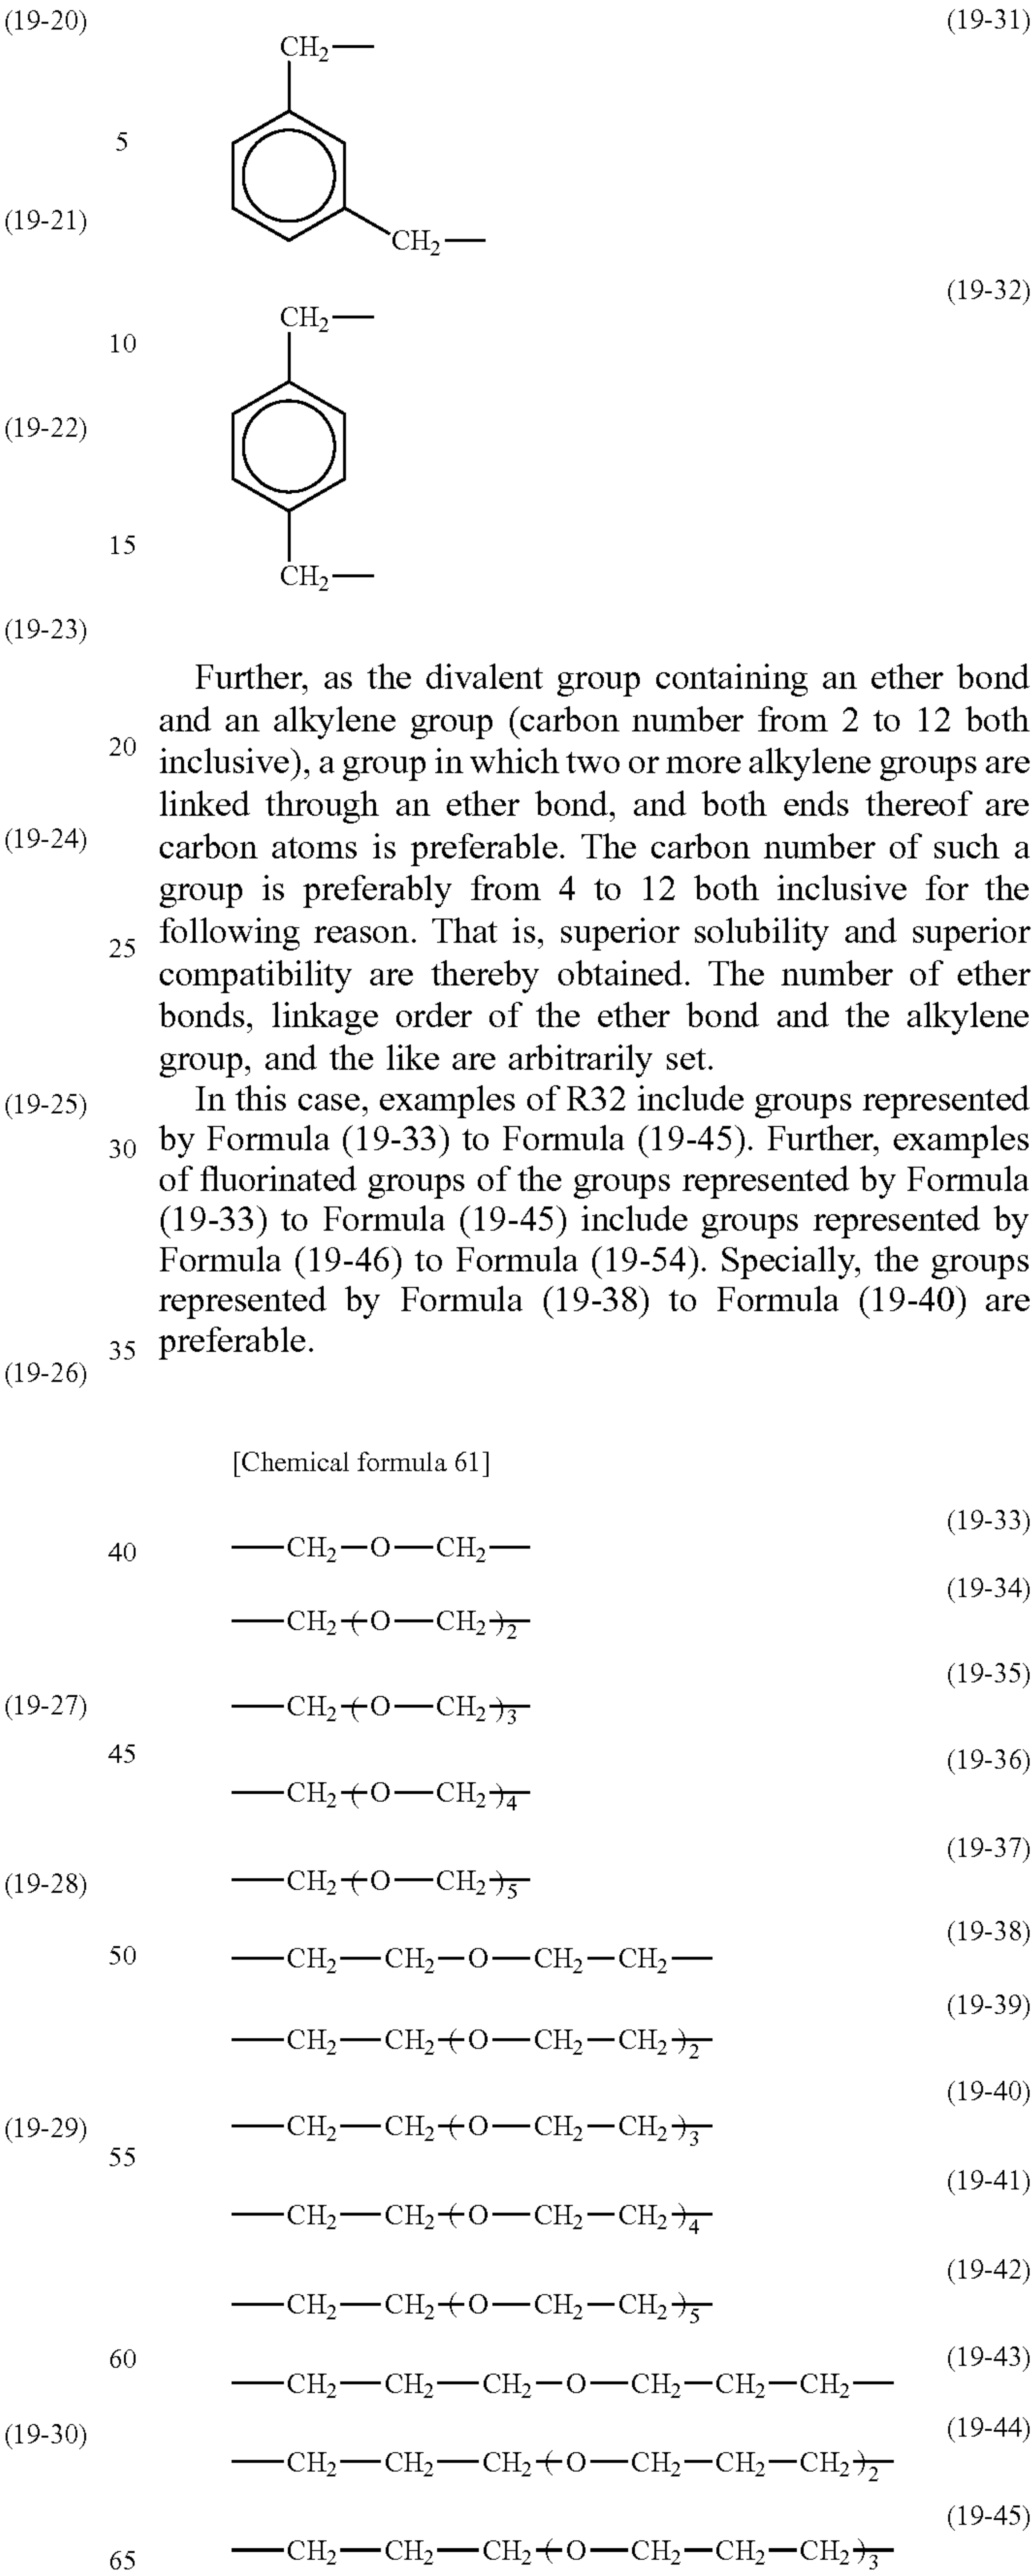 (19-20)
(19-31)
CH2—
5
(19-21)
CH2—
(19-32)
CH2—
10
(19-22)
15
CH2—
(19-23)
Further, as the divalent group containing an ether bond
and an alkylene group (carbon number from 2 to 12 both
20
inclusive), a group in which two or more alkylene groups are
linked through an ether bond, and both ends thereof are
(19-24)
carbon atoms is preferable. The carbon number of such a
group is preferably from 4 to 12 both inclusive for the
following reason. That is, superior solubility and superior
25
compatibility are thereby obtained. The number of ether
bonds, linkage order of the ether bond and the alkylene
group, and the like are arbitrarily set.
(19-25)
In this case, examples of R32 include groups represented
30
by Formula (19-33) to Formula (19-45). Further, examples
of fluorinated groups of the groups represented by Formula
(19-33) to Formula (19-45) include groups represented by
Formula (19-46) to Formula (19-54). Specially, the groups
represented by Formula (19-38) to Formula (19-40) are
35
preferable.
(19-26)
[Chemical formula 61]
(19-33)
40
—CH2—O—CH2—
(19-34)
—CH2-(-O—CH2-)-2
(19-35)
(19-27)
—CH2-(-O—CH2-)-3
45
(19-36)
—CH2-(-O—CH2-)-4
(19-37)
(19-28)
—CH2-(-O—CH2-)-5
(19-38)
50
—CH2—CH2—O—CH2—CH2—
(19-39)
—CH2—CH2-(-O—CH2—CH2-)-2
(19-40)
(19-29)
—CH2—CH2-(-O—CH2—CH2-)-3
55
(19-41)
—CH2—CH2-(-O—CH2—CH2-)-4
(19-42)
—CH2—CH2-(-O—CH2—CH2-)-5
60
(19-43)
—CH2—CH2—CH2—O—CH2—CH2—CH2—
(19-30)
(19-44)
—CH2—CH2—CH2-(-O—CH2—CH2—CH2-)-2
(19-45)
65
—CH2—CH2—CH2-(-O—CH2—CH2—CH2-)-3